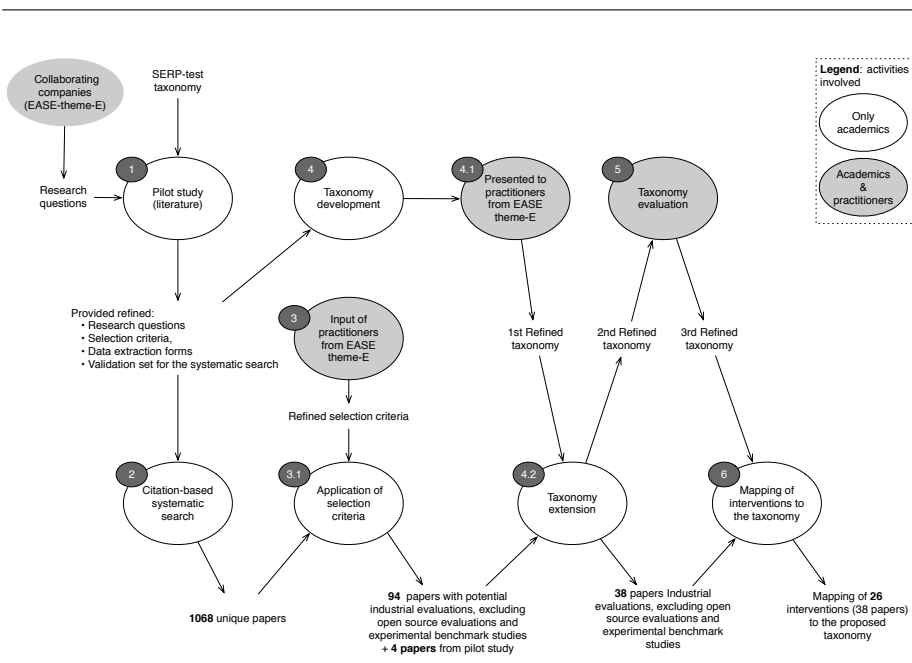 Collaborating
companies
(EASE-theme-E)
SERP-test
taxonomy
Legend: activities
involved
Only
academics
Academics
&
practitioners
Research
questions
1
Pilot study
(literature)
4
Taxonomy
development
4.1
Presented to
practitioners
from EASE
theme-E
5
Taxonomy
evaluation
Provided refined:
• Research questions
• Selection criteria,
• Data extraction forms
• Validation set for the systematic search
3
Input of
practitioners
from EASE
theme-E
1st Refined
taxonomy
2nd Refined
taxonomy
3rd Refined
taxonomy
Refined selection criteria
2
Citation-based
systematic
search
3.1
Application of
selection
criteria
4.2
Taxonomy
extension
6
Mapping of
interventions to
the taxonomy
1068 unique papers
94 papers with potential
industrial evaluations, excluding
open source evaluations and
experimental benchmark studies
+ 4 papers from pilot study
38 papers Industrial
evaluations, excluding open
source evaluations and
experimental benchmark
studies
Mapping of 26
interventions (38 papers)
to the proposed
taxonomy